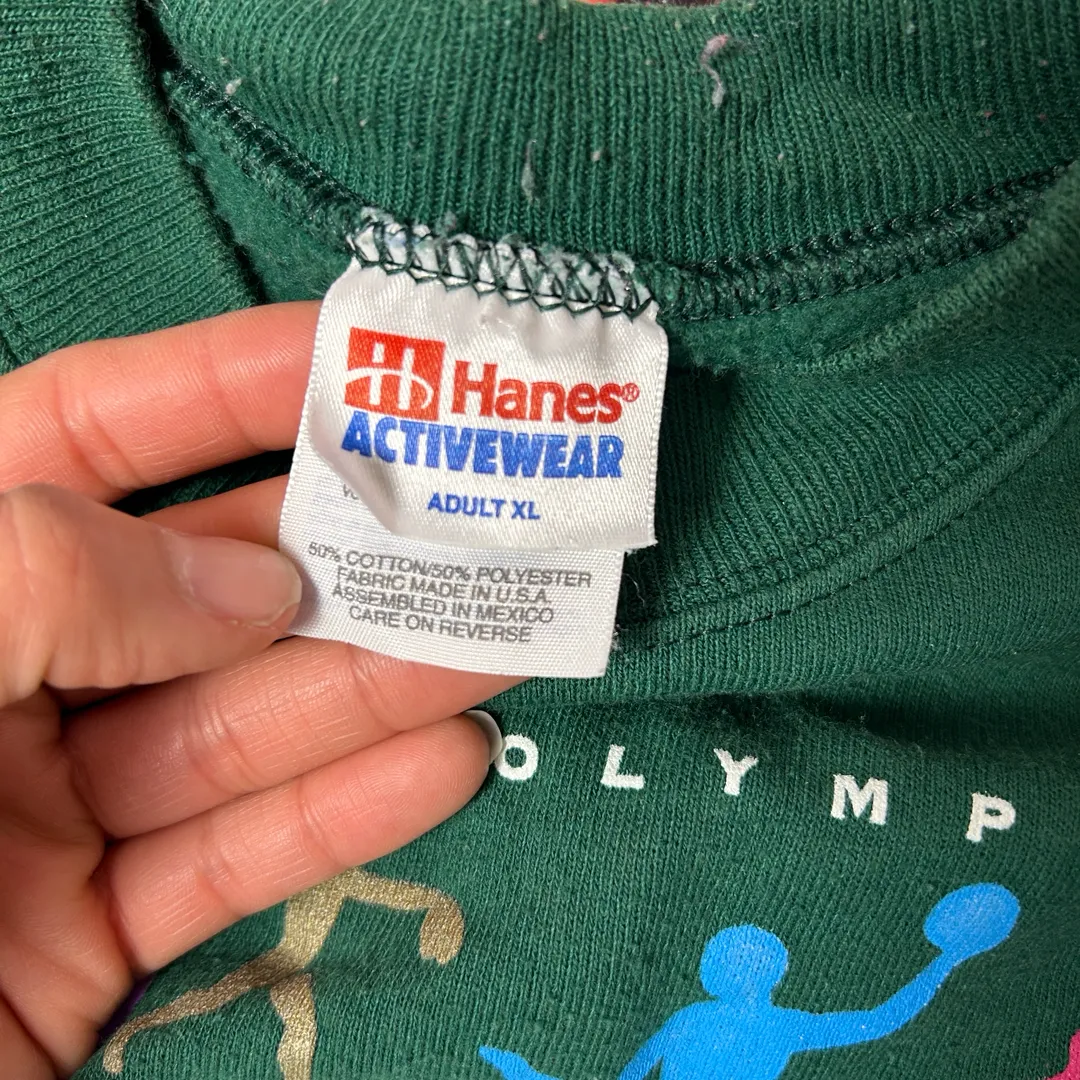 Hanes®
ACTIVEWEAR
ADULT XL
50% COTTON/50% POLYESTER
FABRIC MADE IN U.S.A.
ASSEMBLED IN MEXICO
CARE ON REVERSE
OLYMP